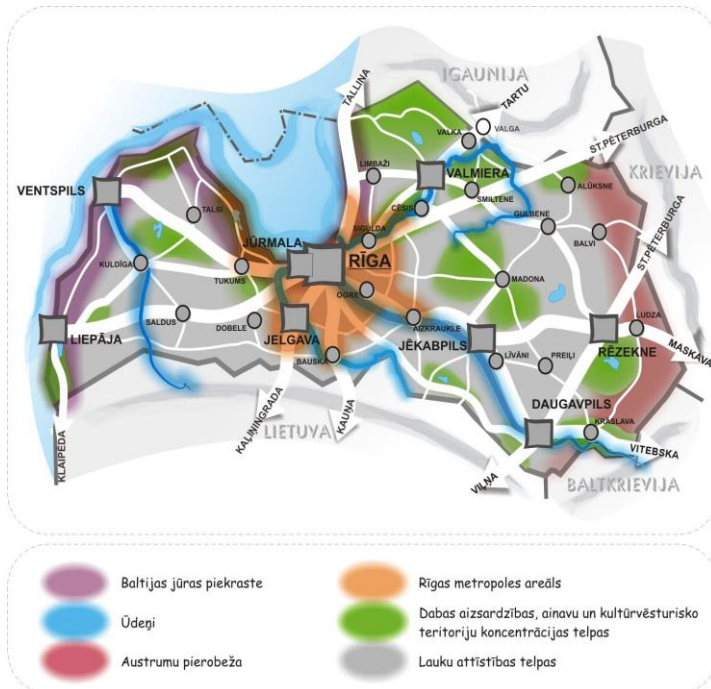 IGAUNIJA
TALLINA
TARTU
VALKA
VALGA
ST.PĒTERBURGA
KRIEVIJA
LIMBAŽI
VALMIERA
VENTSPILS
ALŪKSNE
SMILTENE
CĒSIS
TALSI
GULBENE
SIGULDA
BALVI
ST.PĒTERBURGA
JŪRMALA
RĪGA
KULDĪGA
TUKUMS
MADONA
OGRE
SALDUS
DOBELE
AIZKRAUKLE
LUDZA
LIEPĀJA
JELGAVA
JĒKABPILS
RĒZEKNE
MASKAVA
BAUSKA
LĪVĀNI
PREIĻI
DAUGAVPILS
KLAIPĒDA
KAĻIŅINGRADA
LIETUVA
KAUŅA
KRĀSLAVA
VITEBSKA
VIĻŅA
BALTKRIEVIJA
Baltijas jūras piekraste
Ūdeņi
Austrumu pierobeža
Rīgas metropoles areāls
Dabas aizsardzības, ainavu un kultūrvēsturisko
teritoriju koncentrācijas telpas
Lauku attīstības telpas